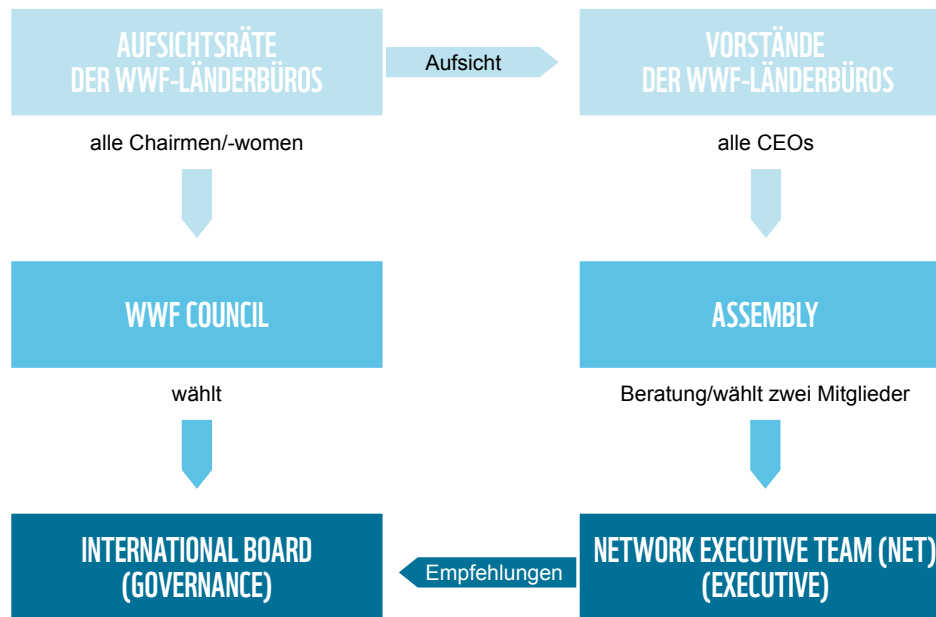 AUFSICHTSRÄTE
DER WWF-LÄNDERBÜROS
Aufsicht
VORSTÄNDE
DER WWF-LÄNDERBÜROS
alle Chairmen/-women
alle CEOs
WWF COUNCIL
ASSEMBLY
wählt
Beratung/wählt zwei Mitglieder
INTERNATIONAL BOARD
(GOVERNANCE)
Empfehlungen
NETWORK EXECUTIVE TEAM (NET)
(EXECUTIVE)